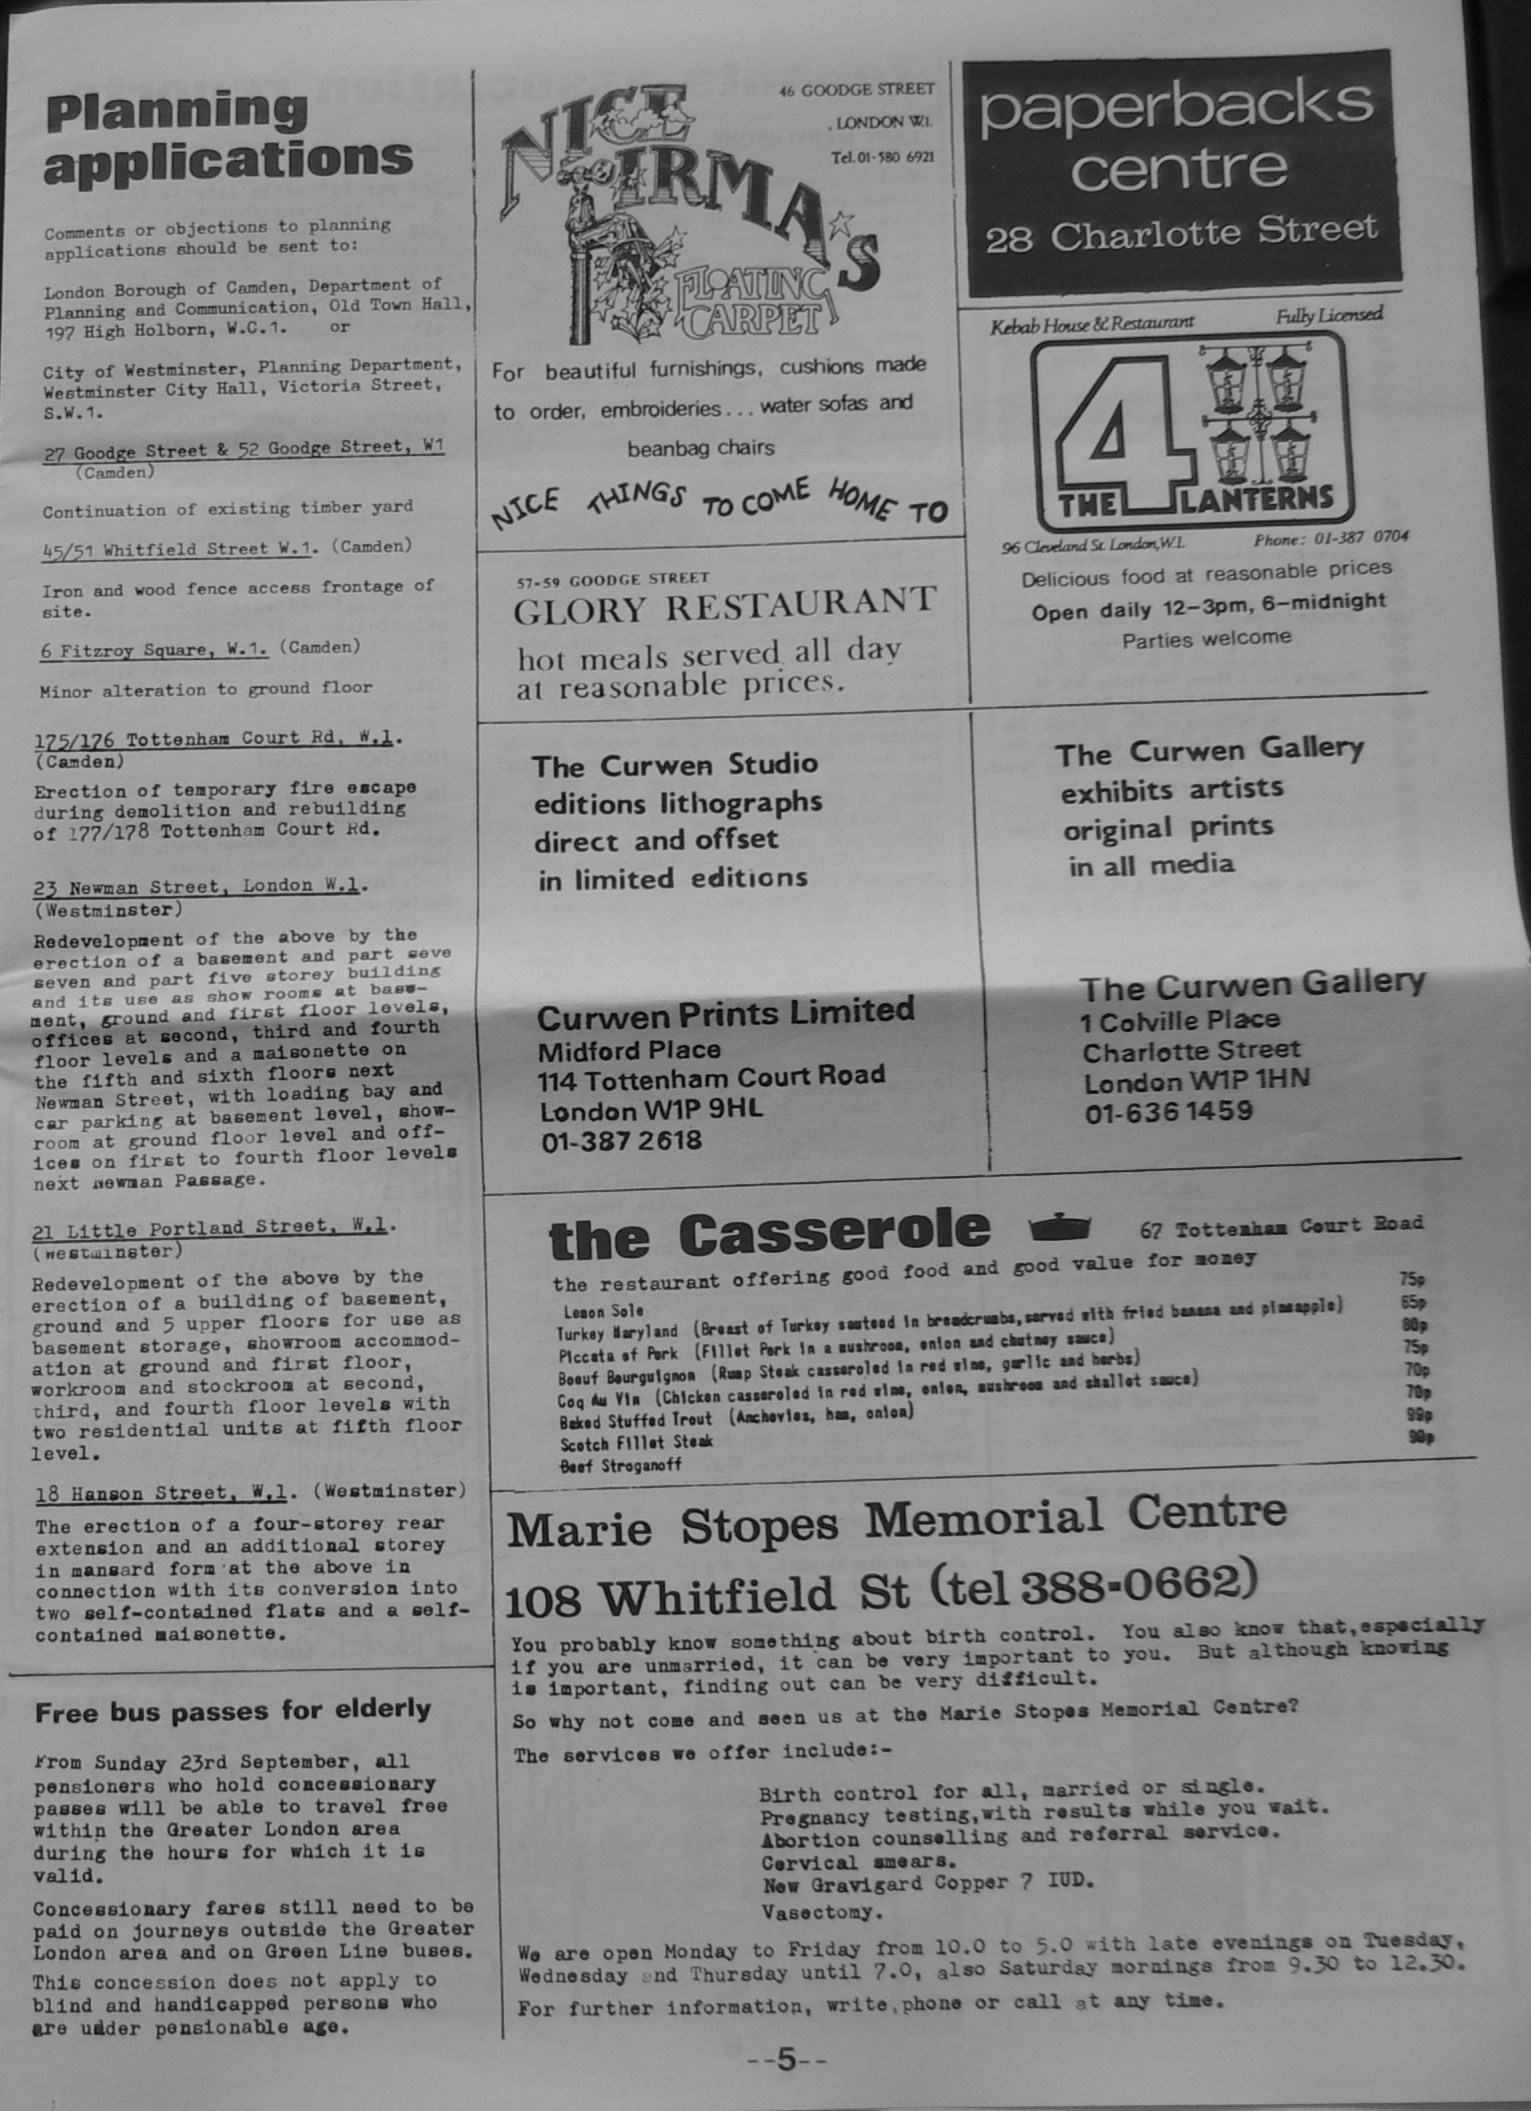 Planning
applications
Comments or objections to planning
applications should be sent to:
London Borough of Camden, Department of
Planning and Communication, Old Town Hall,
197 High Holborn, W.C.1. or
City of Westminster, Planning Department,
Westminster City Hall, Victoria Street,
S.W.1.
27 Goodge Street & 52 Goodge Street, W1
(Camden)
Continuation of existing timber yard
45/51 Whitfield Street W.1. (Camden)
Iron and wood fence access frontage of
site.
6 Fitzroy Square, W.1. (Camden)
Minor alteration to ground floor
175/176 Tottenham Court Rd, W.1.
(Camden)
Erection of temporary fire escape
during demolition and rebuilding
of 177/178 Tottenham Court Rd.
23 Newman Street, London W.1.
(Westminster)
Redevelopment of the above by the
erection of a basement and part seve
seven and part five storey building
and its use as show rooms at base-
ment, ground and first floor levels,
offices at second, third and fourth
floor levels and a maisonette on
the fifth and sixth floors next
Newman Street, with loading bay and
car parking at basement level, show-
room at ground floor level and off-
ices on first to fourth floor levels
next Newman Passage.
21 Little Portland Street, W.1.
(Westminster)
Redevelopment of the above by the
erection of a building of basement,
ground and 5 upper floors for use as
basement storage, showroom accommod-
ation at ground and first floor,
workroom and stockroom at second,
third, and fourth floor levels with
two residential units at fifth floor
level.
18 Hanson Street, W.1. (Westminster)
The erection of a four-storey rear
extension and an additional storey
in mansard form at the above in
connection with its conversion into
two self-contained flats and a self-
contained maisonette.
Free bus passes for elderly
From Sunday 23rd September, all
pensioners who hold concessionary
passes will be able to travel free
within the Greater London area
during the hours for which it is
valid.
Concessionary fares still need to be
paid on journeys outside the Greater
London area and on Green Line buses.
This concession does not apply to
blind and handicapped persons who
are under pensionable age.
46 GOODGE STREET
, LONDON W.1.
Tel. 01-580 6921
NICE
IRMA'S
FLOATING
CARPET
For beautiful furnishings, cushions made
to order, embroideries... water sofas and
beanbag chairs
NICE THINGS TO COME HOME TO
57-59 GOODGE STREET
GLORY RESTAURANT
hot meals served all day
at reasonable prices.
paperbacks
centre
28 Charlotte Street
Kebab House & Restaurant Fully Licensed
4
THE LANTERNS
96 Cleveland St. London, W.1. Phone: 01-387 0704
Delicious food at reasonable prices
Open daily 12-3pm, 6-midnight
Parties welcome
The Curwen Studio
editions lithographs
direct and offset
in limited editions
Curwen Prints Limited
Midford Place
114 Tottenham Court Road
London W1P 9HL
01-387 2618
The Curwen Gallery
exhibits artists
original prints
in all media
The Curwen Gallery
1 Colville Place
Charlotte Street
London W1P 1HN
01-636 1459
the Casserole 67 Tottenham Court Road
the restaurant offering good food and good value for money
Lemon Sole 75p
Turkey Maryland (Breast of Turkey sauteed in breadcrumbs, served with fried banana and pineapple) 65p
Piccata of Pork (Fillet Pork in a mushroom, onion and chutney sauce) 80p
Boeuf Bourguignon (Rump Steak casseroled in red wine, garlic and herbs) 75p
Coq Au Vin (Chicken casseroled in red wine, onion, mushroom and shallot sauce) 70p
Baked Stuffed Trout (Anchovies, ham, onion) 70p
Scotch Fillet Steak 99p
Beef Stroganoff 90p
Marie Stopes Memorial Centre
108 Whitfield St (tel 388-0662)
You probably know something about birth control. You also know that, especially
if you are unmarried, it can be very important to you. But although knowing
is important, finding out can be very difficult.
So why not come and seen us at the Marie Stopes Memorial Centre?
The services we offer include:-
Birth control for all, married or single.
Pregnancy testing, with results while you wait.
Abortion counselling and referral service.
Cervical smears.
New Gravigard Copper 7 IUD.
Vasectomy.
We are open Monday to Friday from 10.0 to 5.0 with late evenings on Tuesday,
Wednesday and Thursday until 7.0, also Saturday mornings from 9.30 to 12.30.
For further information, write, phone or call at any time.
--5--